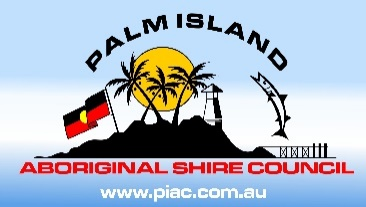 PALM ISLAND
ABORIGINAL SHIRE COUNCIL
www.piac.com.au